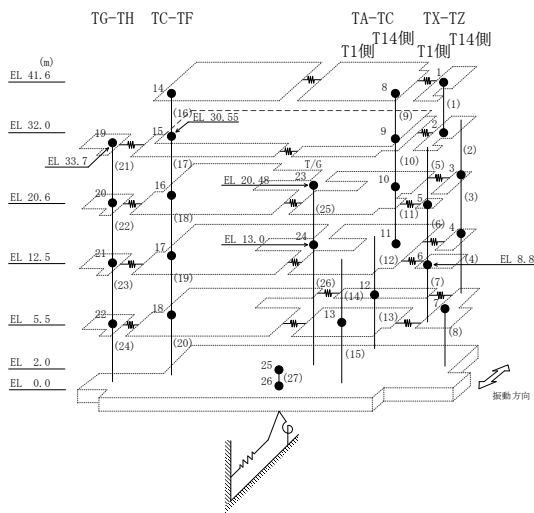 TG-TH TC-TF TA-TC TX-TZ
T1側 T14側 T1側 T14側
(m)
EL 41.6
14 8 1
(16) (9) (1)
EL 30.55
EL 32.0
19 15 9 2
EL 33.7
(21) (17) (10) (5) (2)
T/G
20 16 EL 20.48 23 10 3
EL 20.6
(22) (18) (25) (11) 5 (3)
21 17 EL 13.0 24 11 (6) 4
EL 12.5
(23) (19) (12) 6 (4) EL 8.8
(26) (14) 12 (7)
22 18 13 (13) 7
EL 5.5
(24) (20) (15) (8)
EL 2.0
25
26 (27)
EL 0.0
振動方向